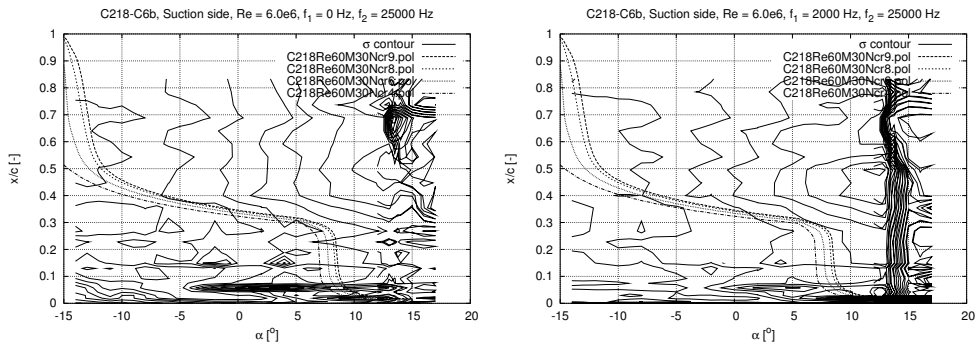 C218-C6b, Suction side, Re = 6.0e6, f1 = 0 Hz, f2 = 25000 Hz
x/c [-]
1
0.9
0.8
0.7
0.6
0.5
0.4
0.3
0.2
0.1
0
σ contour
C218Re60M30Ncr9.pol
C218Re60M30Ncr8.pol
C218Re60M30Ncr6.pol
C218Re60M30Ncr4.pol
-15 -10 -5 0 5 10 15 20
α [o]
C218-C6b, Suction side, Re = 6.0e6, f1 = 2000 Hz, f2 = 25000 Hz
x/c [-]
1
0.9
0.8
0.7
0.6
0.5
0.4
0.3
0.2
0.1
0
σ contour
C218Re60M30Ncr9.pol
C218Re60M30Ncr8.pol
-15 -10 -5 0 5 10 15 20
α [o]